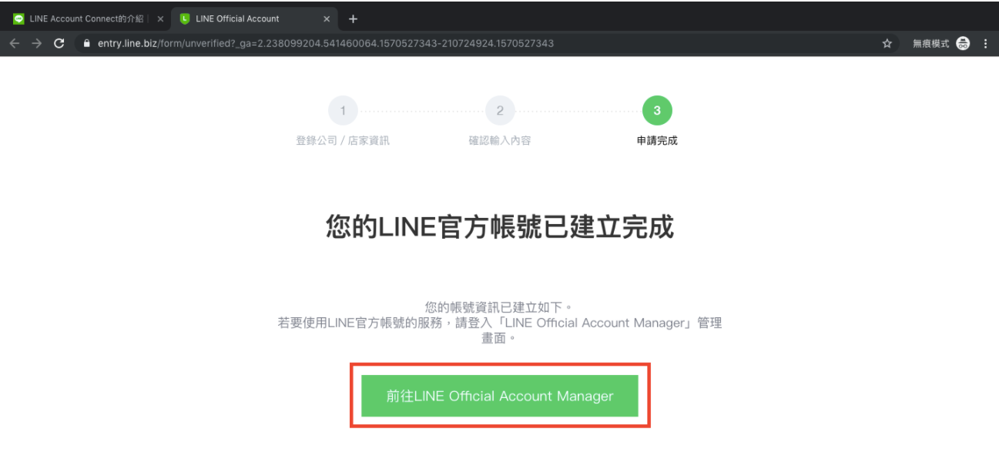 LINE Account Connect的介紹
LINE Official Account
entry.line.biz/form/unverified?_ga=2.238099204.541460064.1570527343-210724924.1570527343
無痕模式
1
2
3
登錄公司 / 店家資訊
確認輸入內容
申請完成
您的LINE官方帳號已建立完成
您的帳號資訊已建立如下。
若要使用LINE官方帳號的服務，請登入「LINE Official Account Manager」管理
畫面。
前往LINE Official Account Manager